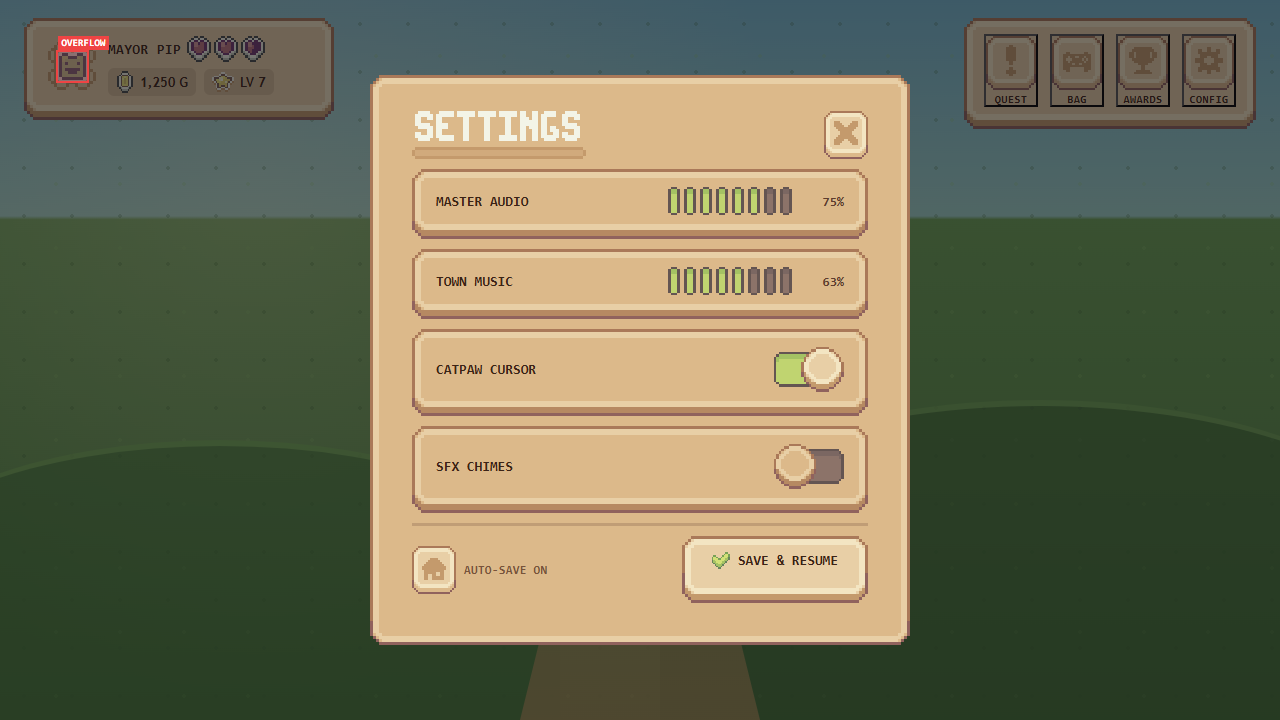 OVERFLOW
MAYOR PIP
1,250 G
LV 7
QUEST
BAG
AWARDS
CONFIG
SETTINGS
MASTER AUDIO
75%
TOWN MUSIC
63%
CATPAW CURSOR
SFX CHIMES
AUTO-SAVE ON
SAVE & RESUME